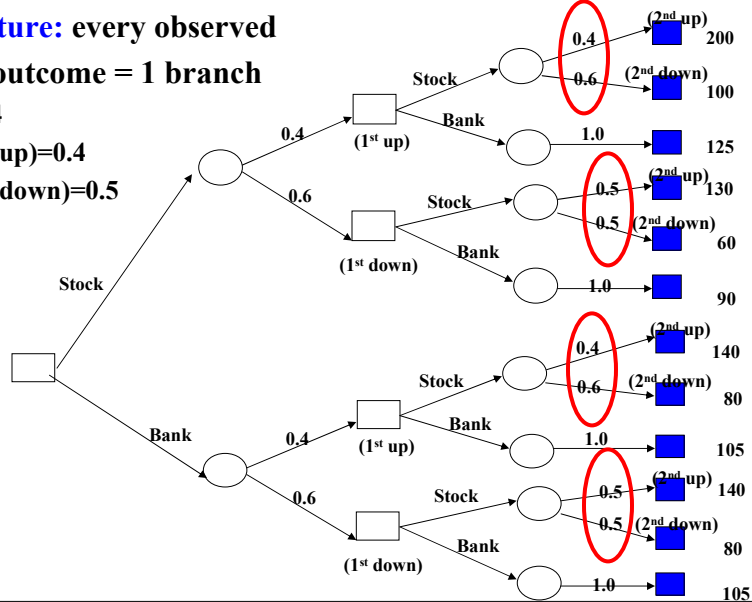 ture: every observed
outcome = 1 branch
up)=0.4
down)=0.5
(2nd up)
0.4
200
Stock
0.6
(2nd down)
100
0.4
(1st up)
Bank
1.0
125
0.6
Stock
0.5
(2nd up)
130
0.5
(2nd down)
60
(1st down)
Bank
1.0
90
Stock
(2nd up)
0.4
140
Stock
0.6
(2nd down)
80
Bank
0.4
(1st up)
Bank
1.0
105
0.6
Stock
0.5
(2nd up)
140
0.5
(2nd down)
80
(1st down)
Bank
1.0
105